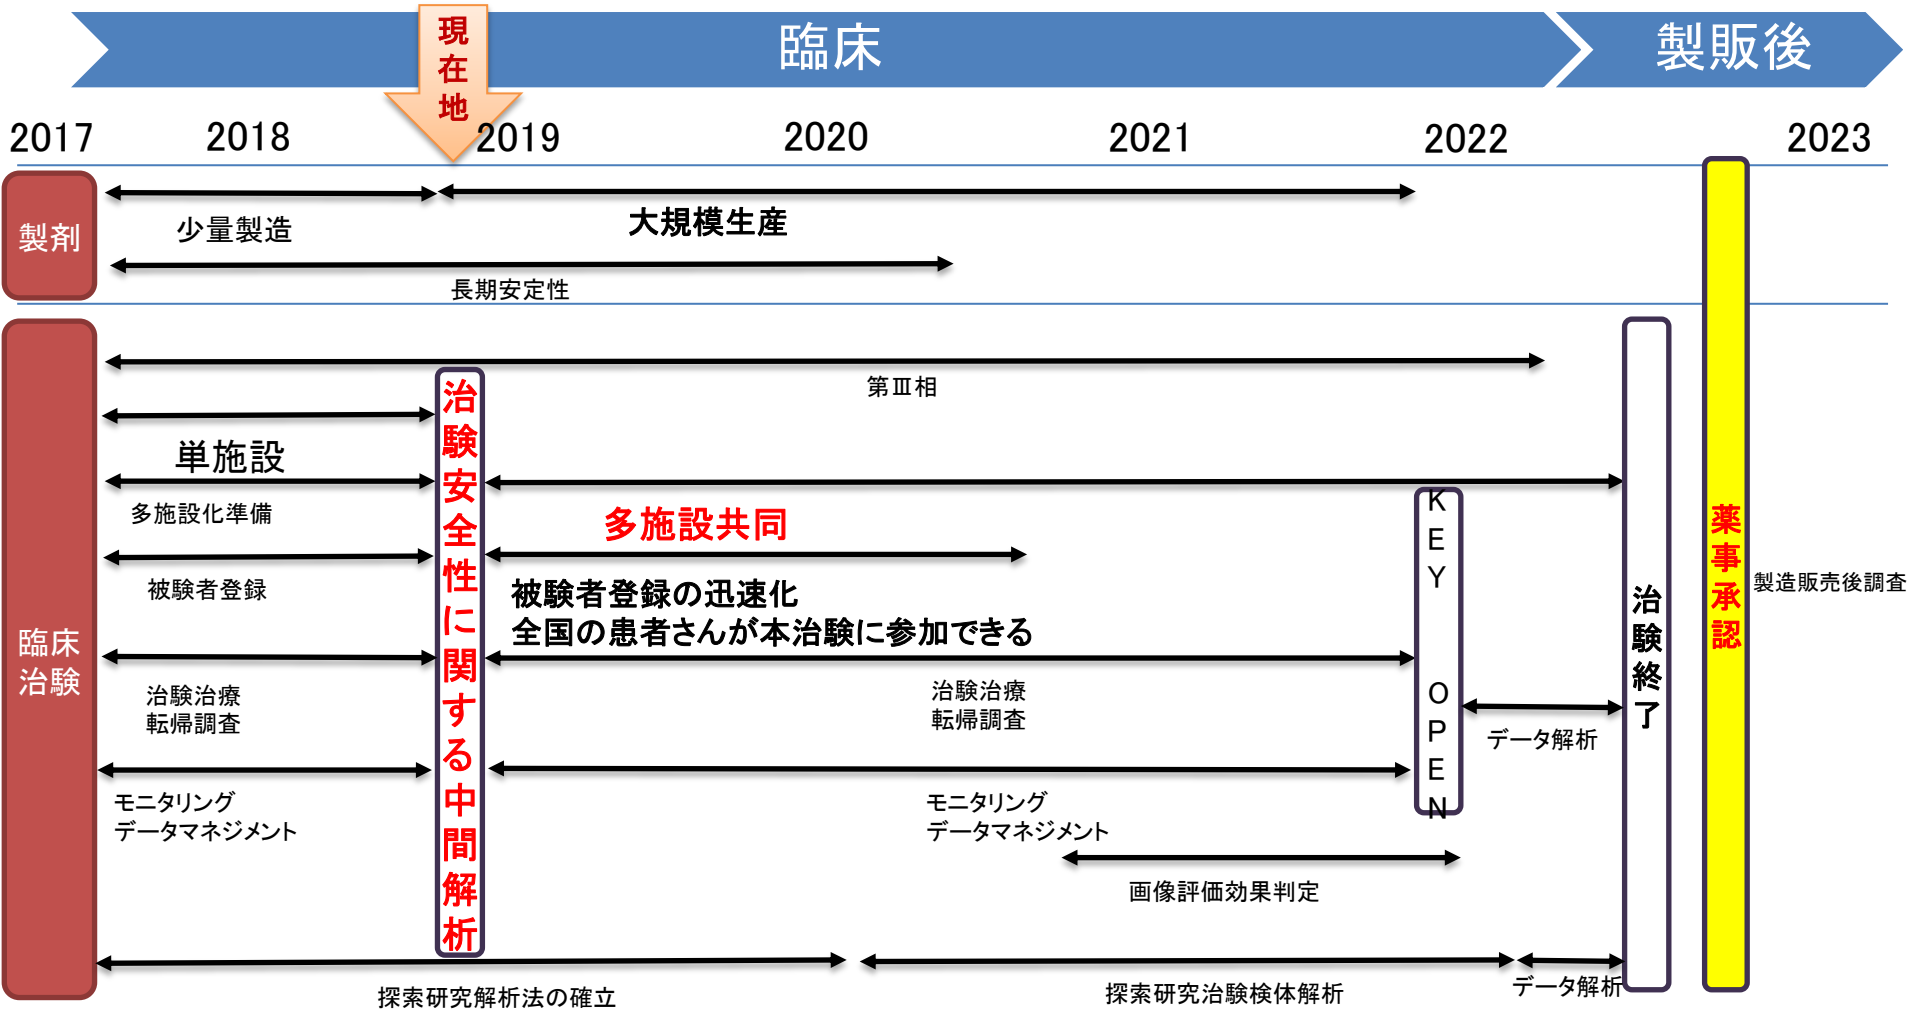 現在地
臨床
製販後
2017
2018
2019
2020
2021
2022
2023
製剤
少量製造
大規模生産
長期安定性
臨床
治験
第Ⅲ相
単施設
多施設化準備
被験者登録
治験治療
転帰調査
モニタリング
データマネジメント
治験安全性に関する中間解析
多施設共同
被験者登録の迅速化
全国の患者さんが本治験に参加できる
治験治療
転帰調査
モニタリング
データマネジメント
画像評価効果判定
KEY OPEN
データ解析
治験終了
薬事承認
製造販売後調査
探索研究解析法の確立
探索研究治験検体解析
データ解析